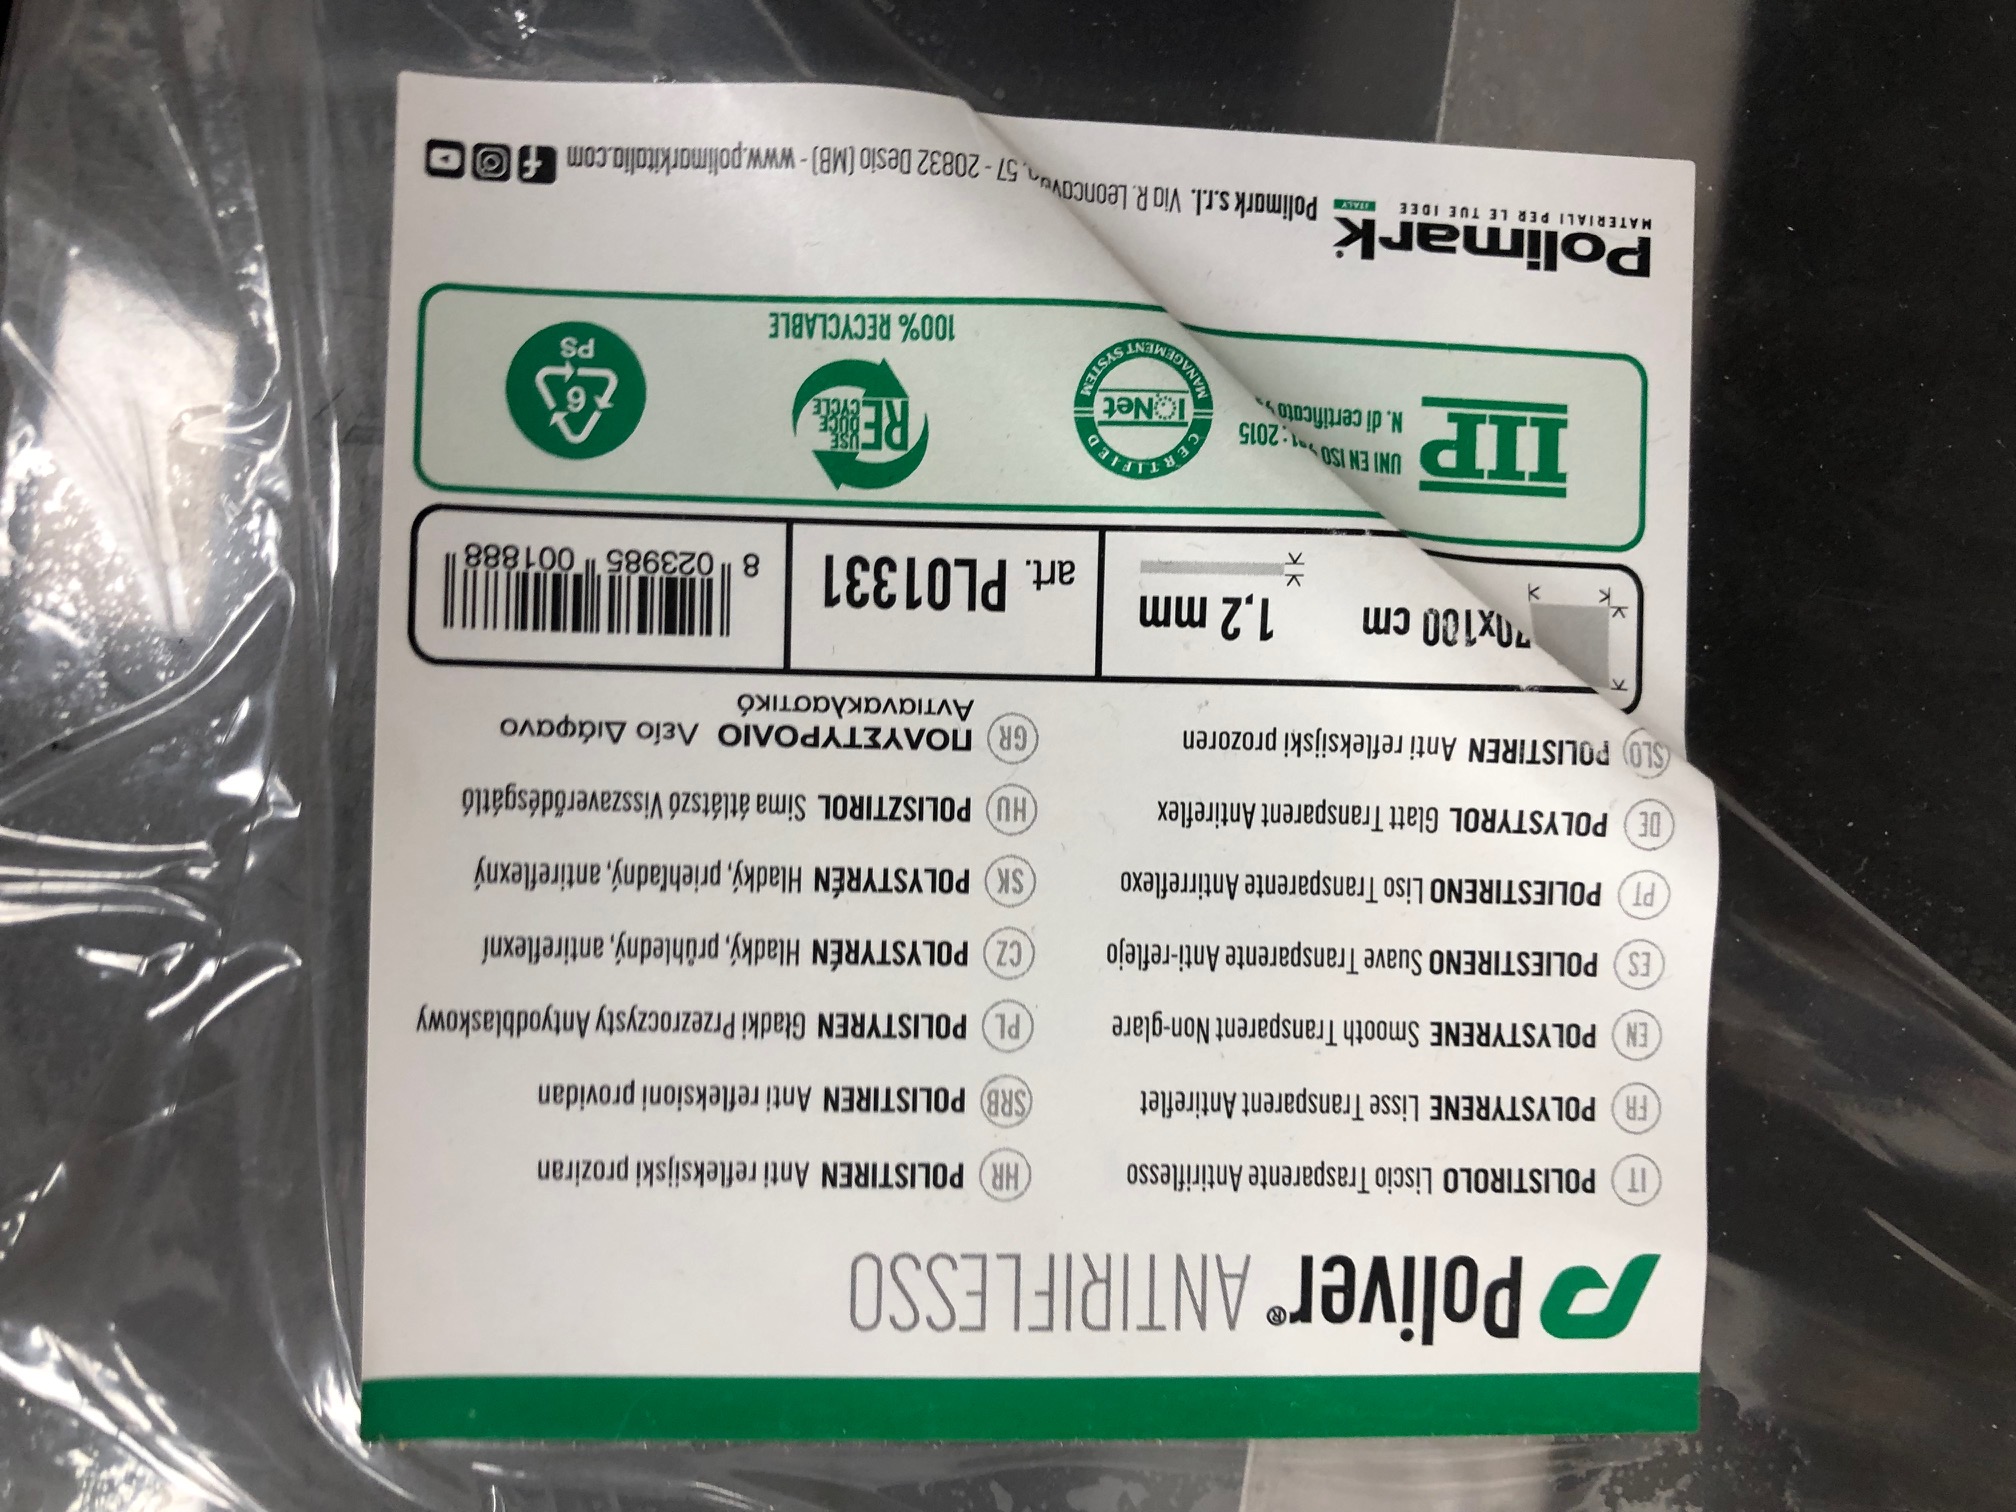 Poliver® ANTIRIFLESSO
IT POLISTIROLO Liscio Trasparente Antiriflesso
FR POLYSTYRENE Lisse Transparent Antireflet
EN POLYSTYRENE Smooth Transparent Non-glare
ES POLIESTIRENO Suave Transparente Anti-reflejo
PT POLIESTIRENO Liso Transparente Antirreflexo
DE POLYSTYROL Glatt Transparent Antireflex
SLO POLISTIREN Anti refleksijski prozoren
HR POLISTIREN Anti refleksijski proziran
SRB POLISTIREN Anti refleksioni providan
PL POLISTYREN Gładki Przezroczysty Antyodblaskowy
CZ POLYSTYRÉN Hladký, průhledný, antireflexní
SK POLYSTYRÉN Hladký, priehľadný, antireflexný
HU POLISZTIROL Sima átlátszó Visszaverődésgátló
GR ΠΟΛΥΣΤΥΡΟΛΙΟ Λείο Διάφανο
Αντιανακλαστικό
70x100 cm
1,2 mm
art. PL01331
8 023985 001888
IIP
UNI EN ISO : 2015
N. di certificato
CERTIFIED
IQNet
MANAGEMENT SYSTEM
REUSE
REDUCE
RECYCLE
100% RECYCLABLE
6
PS
Polimark
MATERIALI PER LE TUE IDEE ITALY
Polimark s.r.l. Via R. 57 - 20832 Desio (MB) - www.polimarkitalia.com